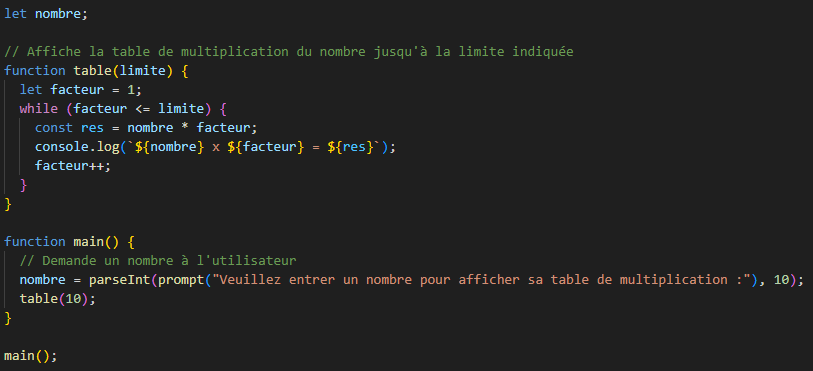 let nombre;
// Affiche la table de multiplication du nombre jusqu'à la limite indiquée
function table(limite) {
let facteur = 1;
while (facteur <= limite) {
const res = nombre * facteur;
console.log(`${nombre} x ${facteur} = ${res}`);
facteur++;
}
}
function main() {
// Demande un nombre à l'utilisateur
nombre = parseInt(prompt("Veuillez entrer un nombre pour afficher sa table de multiplication :"), 10);
table(10);
}
main();